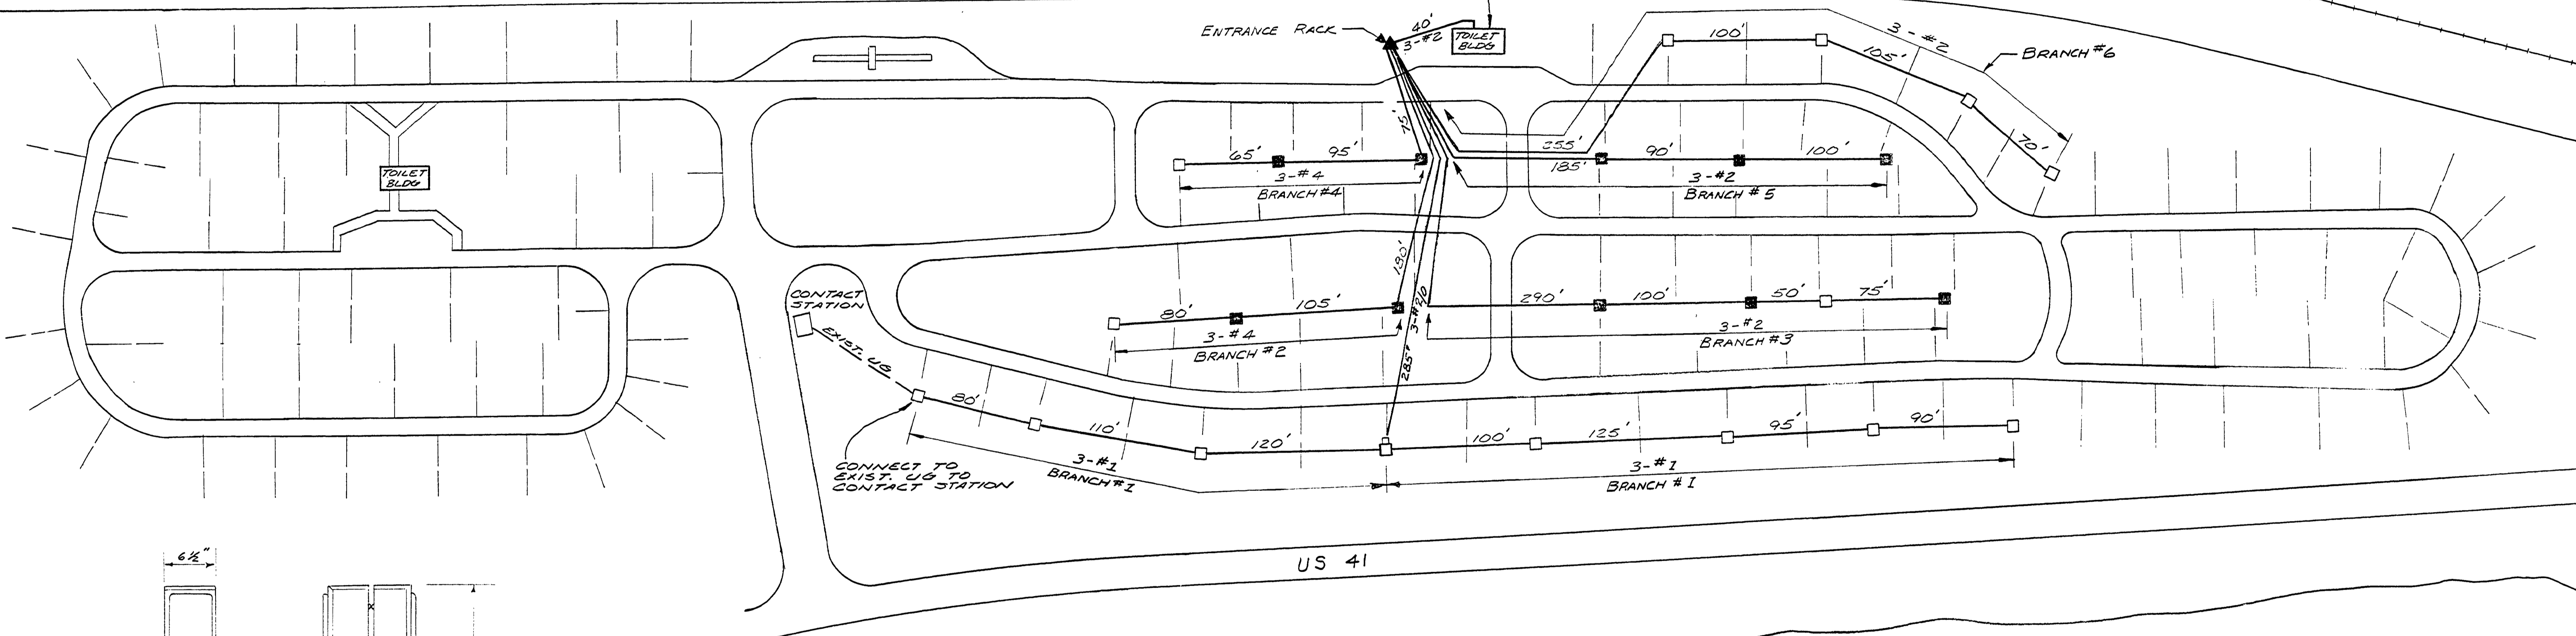 ENTRANCE RACK
40'
3-#2
TOILET
BLDG
100'
3-#2
BRANCH #6
105'
70'
75'
255'
65'
95'
3-#4
BRANCH #4
185'
90'
100'
3-#2
BRANCH #5
TOILET
BLDG
180'
3-#2/0
285'
CONTACT
STATION
EXIST. UG
80'
105'
3-#4
BRANCH #2
290'
100'
50'
75'
3-#2
BRANCH #3
80'
110'
120'
100'
125'
95'
90'
3-#1
BRANCH #1
3-#1
BRANCH #1
CONNECT TO
EXIST. UG TO
CONTACT STATION
US 41
6½"